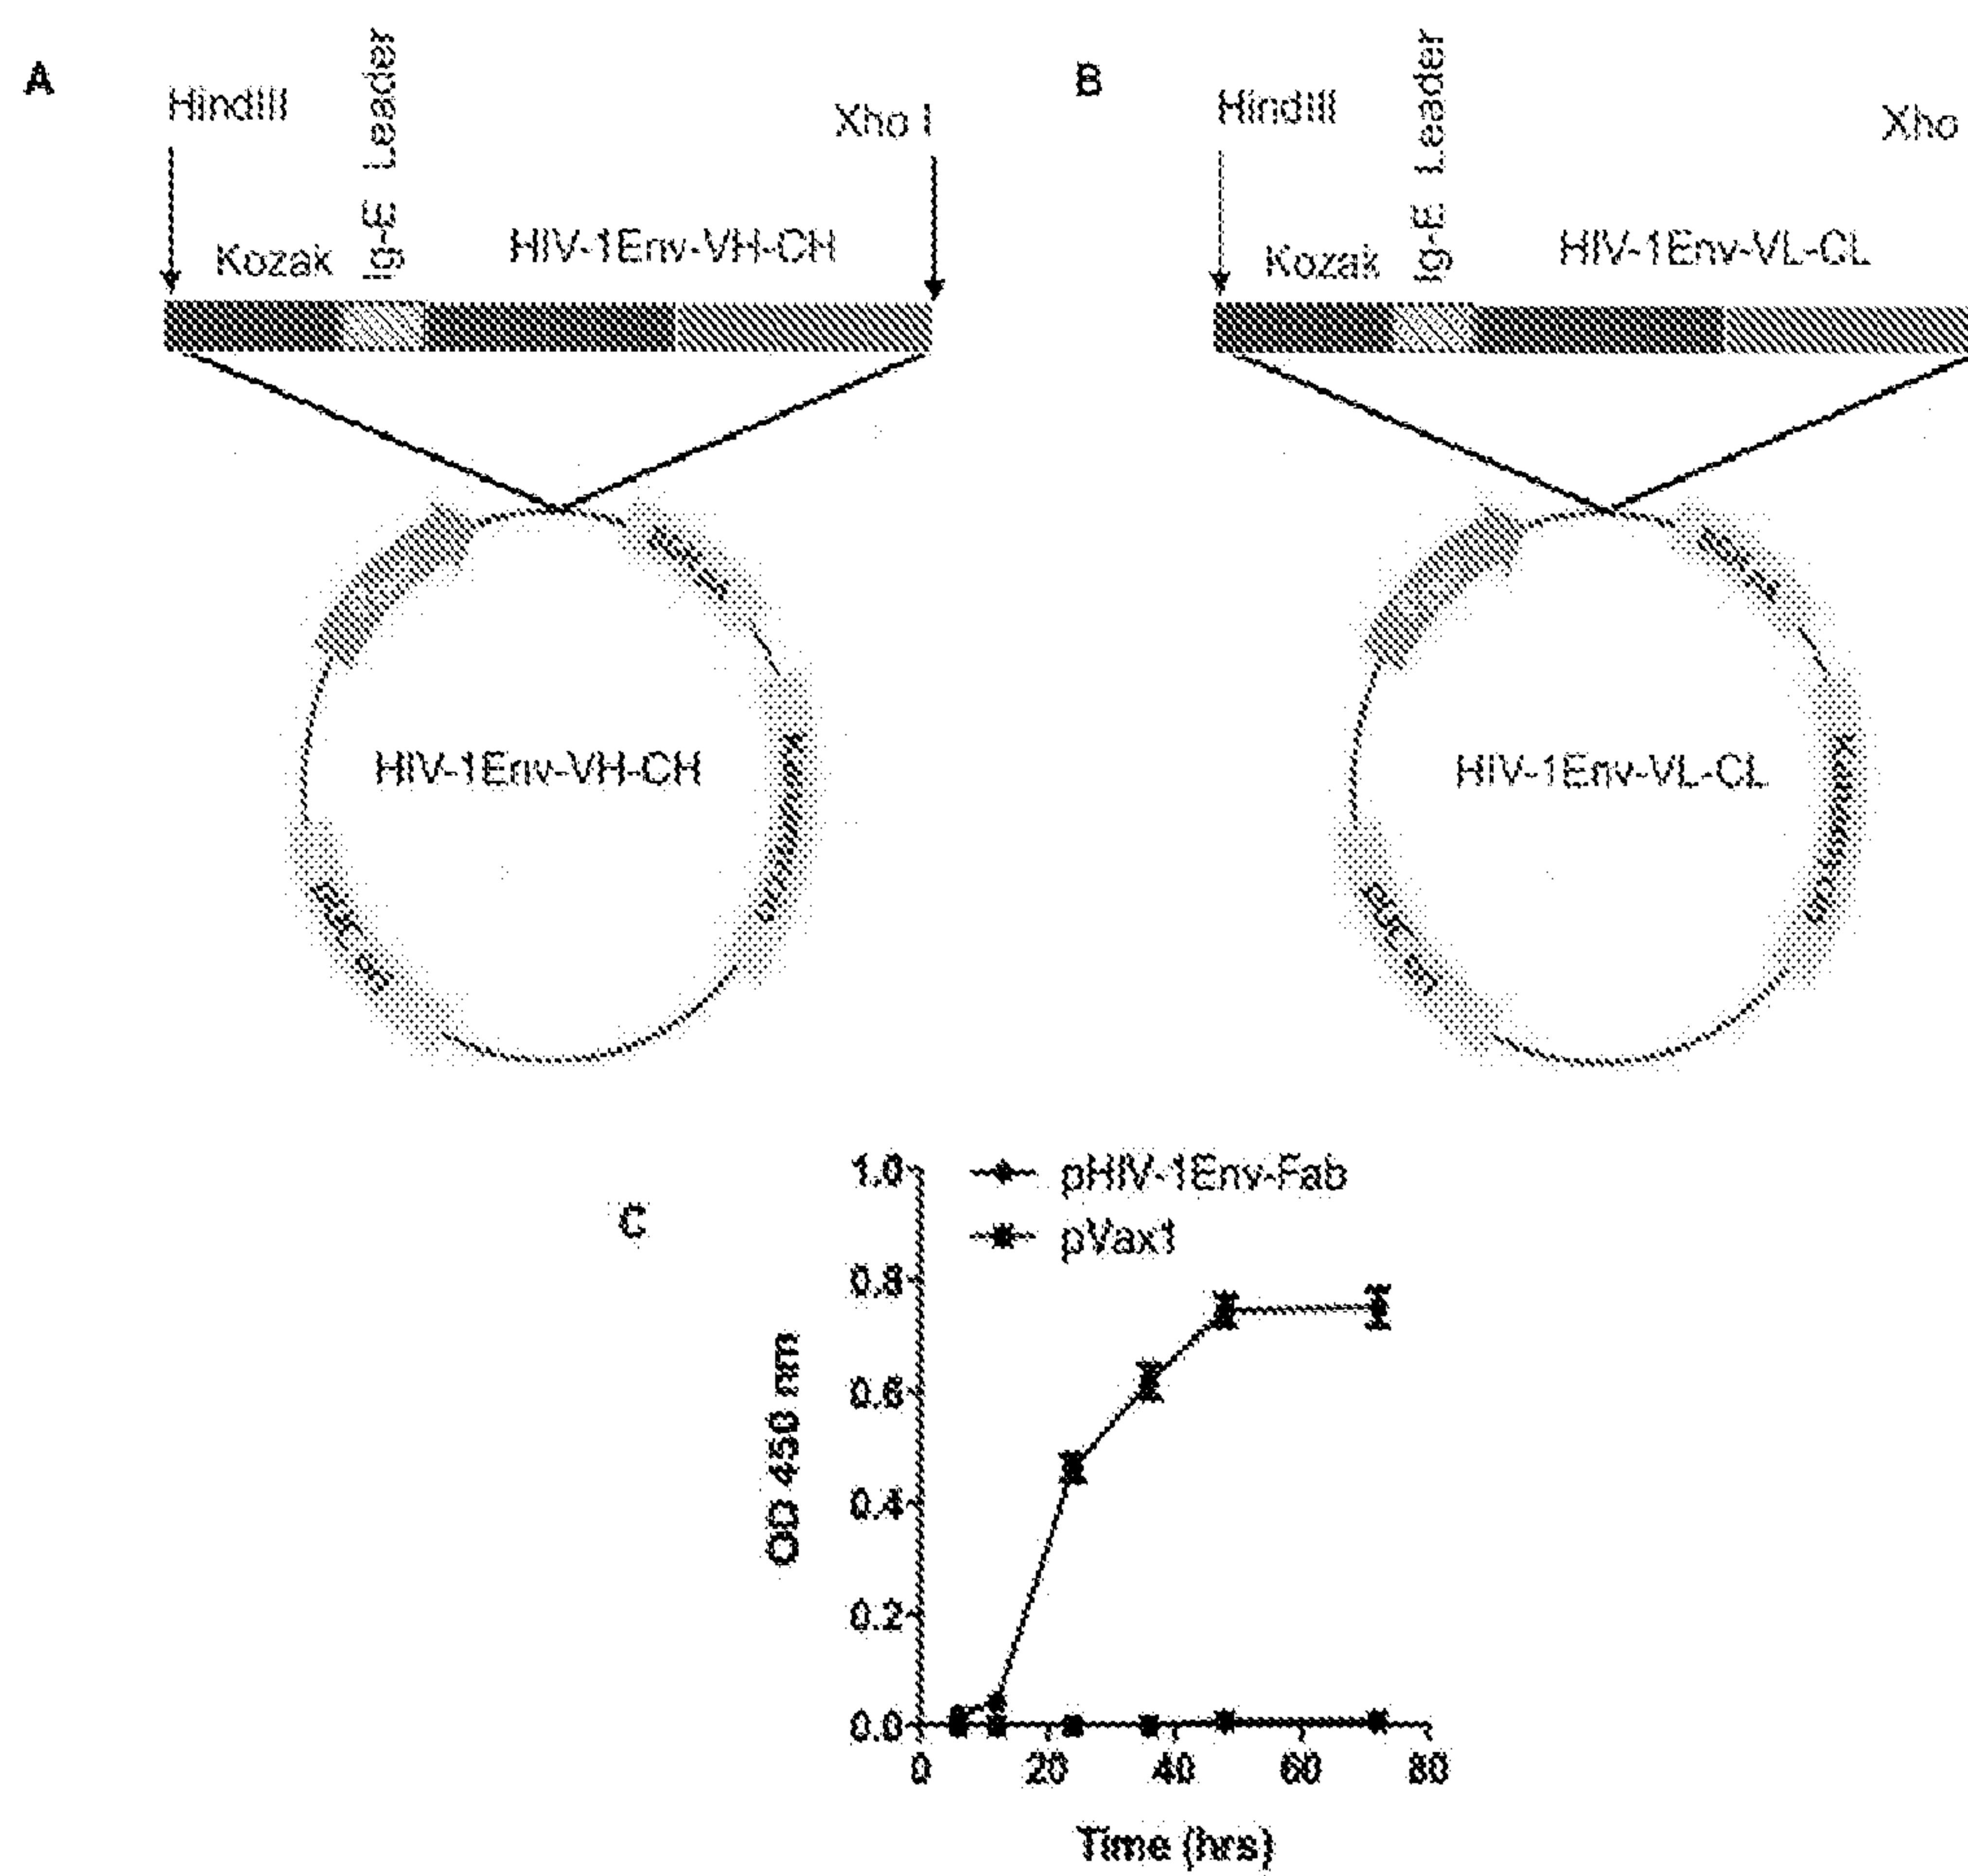 A
HindIII
Ig-E Leader
Xho I
Kozak
HIV-1Env-VH-CH
HIV-1Env-VH-CH
B
HindIII
Ig-E Leader
Xho
Kozak
HIV-1Env-VL-CL
HIV-1Env-VL-CL
C
pHIV-1Env-Fab
pVax1
OD 450 nm
1.0
0.8
0.6
0.4
0.2
0.0
0 20 40 60 80
Time (hrs)